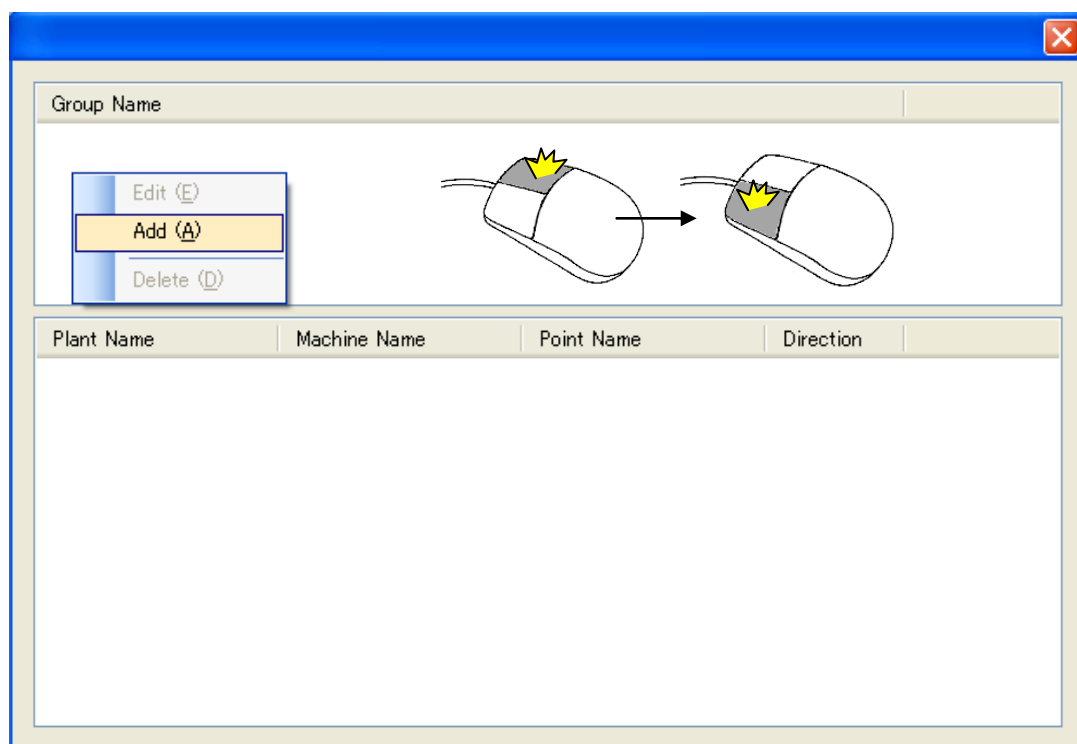 Group Name
Edit (E)
Add (A)
Delete (D)
Plant Name Machine Name Point Name Direction